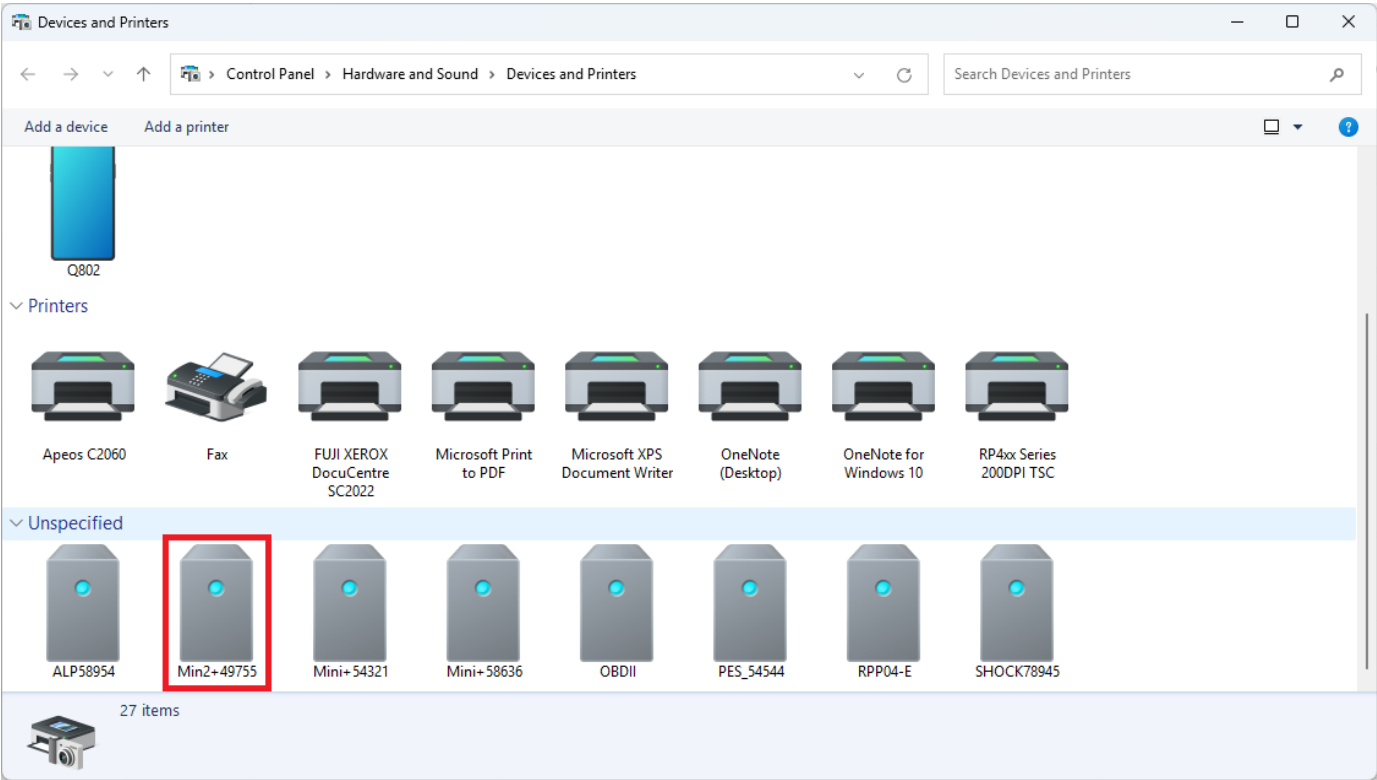 Devices and Printers
Control Panel > Hardware and Sound > Devices and Printers
Search Devices and Printers
Add a device
Add a printer
?
Q802
Printers
Apeos C2060
Fax
FUJI XEROX
DocuCentre
SC2022
Microsoft Print
to PDF
Microsoft XPS
Document Writer
OneNote
(Desktop)
OneNote for
Windows 10
RP4xx Series
200DPI TSC
Unspecified
ALP58954
Min2+49755
Mini+54321
Mini+58636
OBDII
PES_54544
RPP04-E
SHOCK78945
27 items